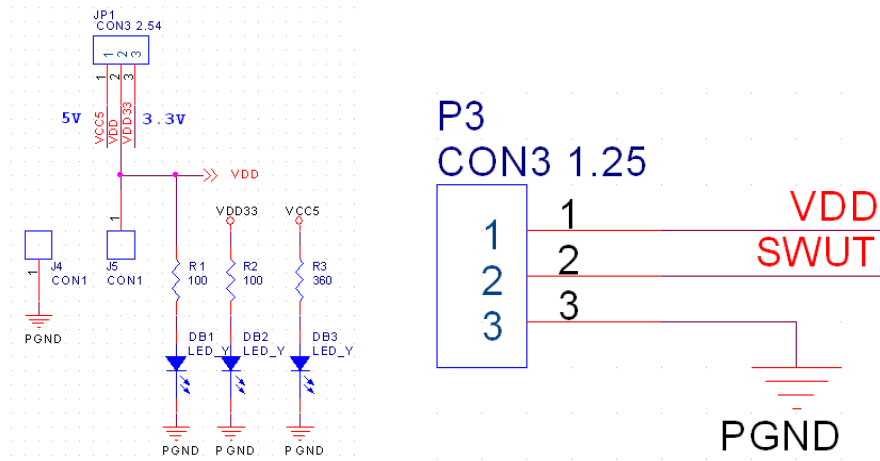 JP1
CON3 2.54
1 2 3
1 2 3
5V
VCC5
VDD
VDD33
3.3V
VDD
VDD33
VCC5
1
J4
CON1
1
J5
CON1
R1
100
R2
100
R3
360
DB1
LED_Y
DB2
LED_Y
DB3
LED_Y
PGND
PGND
PGND
PGND
P3
CON3 1.25
1 1 VDD
2 2 SWUT
3 3
PGND